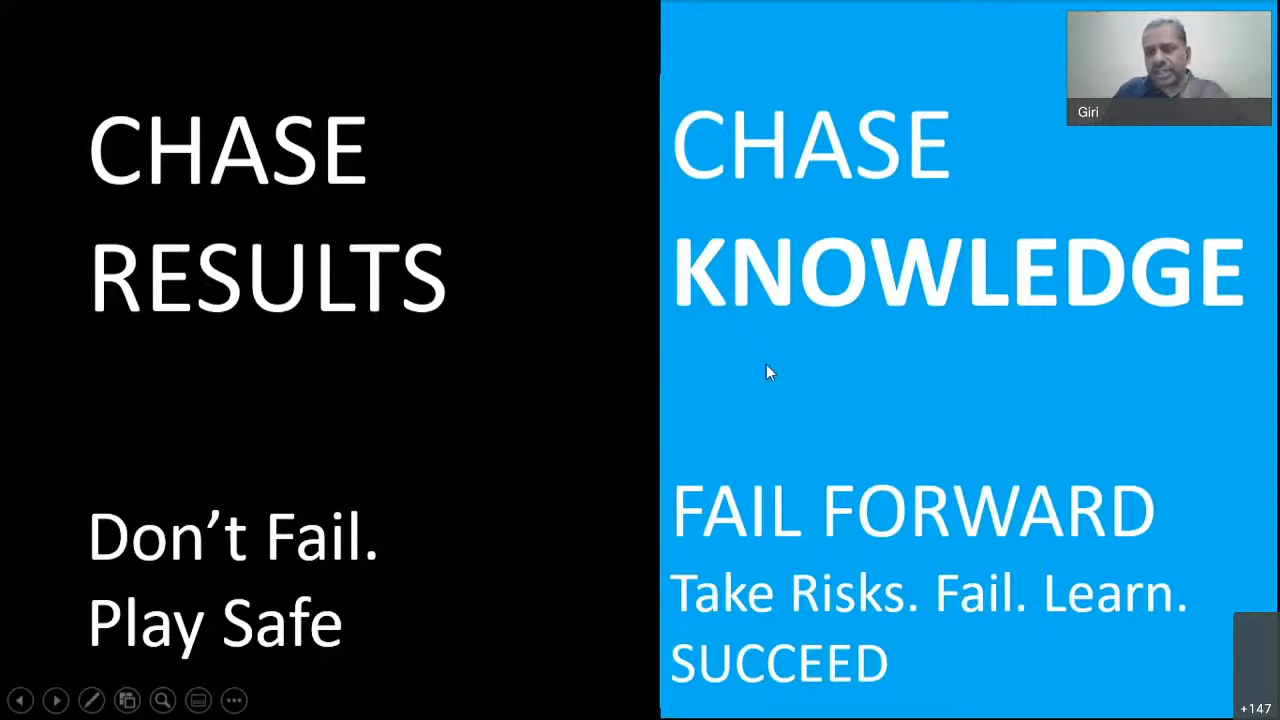 CHASE
RESULTS
Don’t Fail.
Play Safe
CHASE
KNOWLEDGE
FAIL FORWARD
Take Risks. Fail. Learn.
SUCCEED
Giri
+147